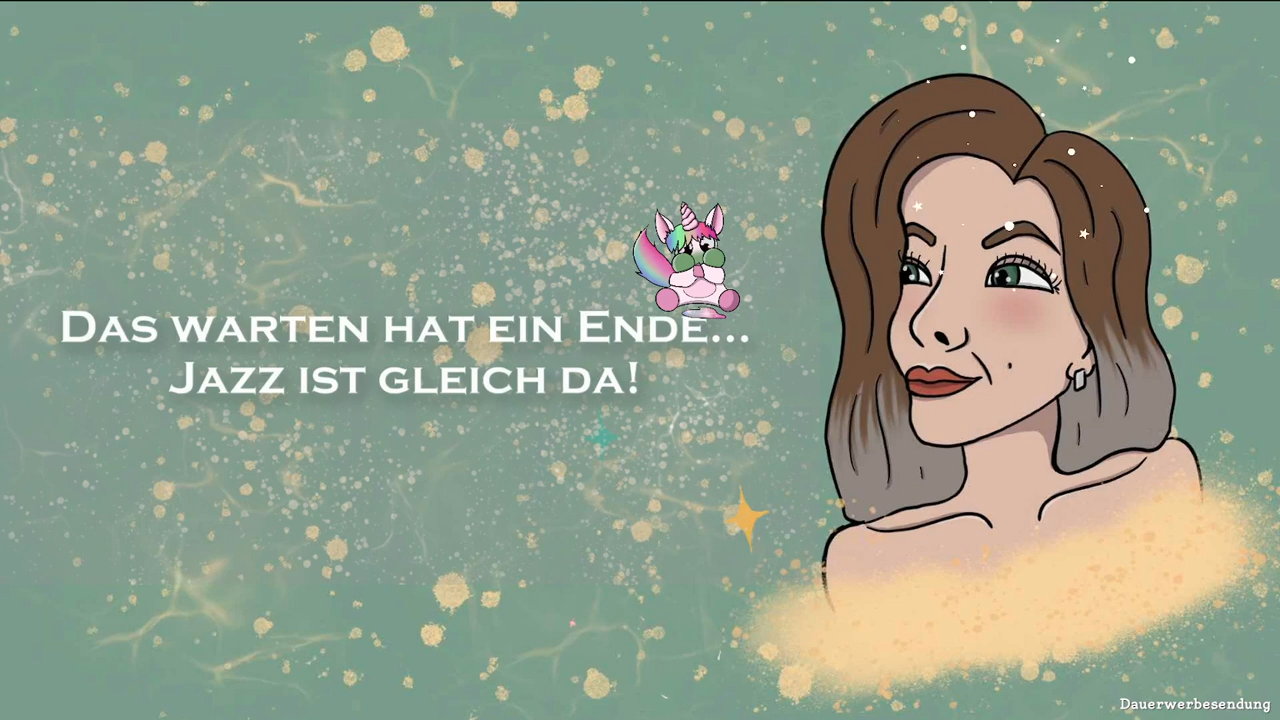 Das warten hat ein Ende...
Jazz ist gleich da!
Dauerwerbesendung